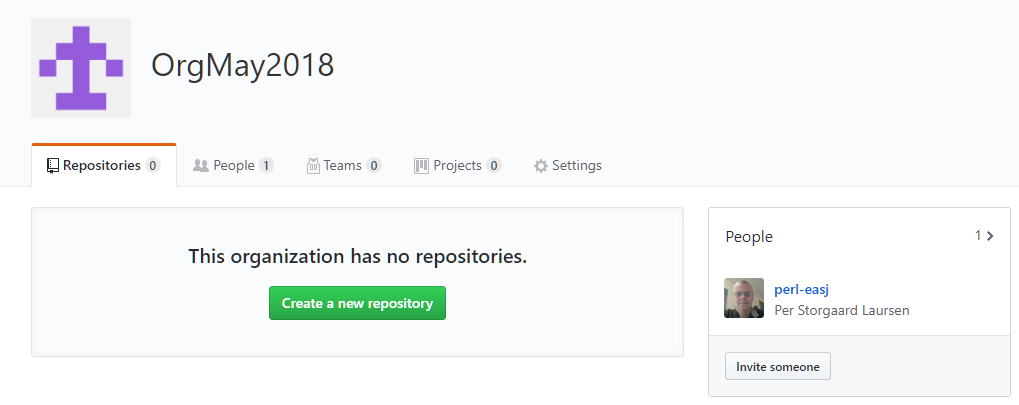 OrgMay2018
Repositories 0 People 1 Teams 0 Projects 0 Settings
This organization has no repositories.
Create a new repository
People 1
perl-easj
Per Storgaard Laursen
Invite someone